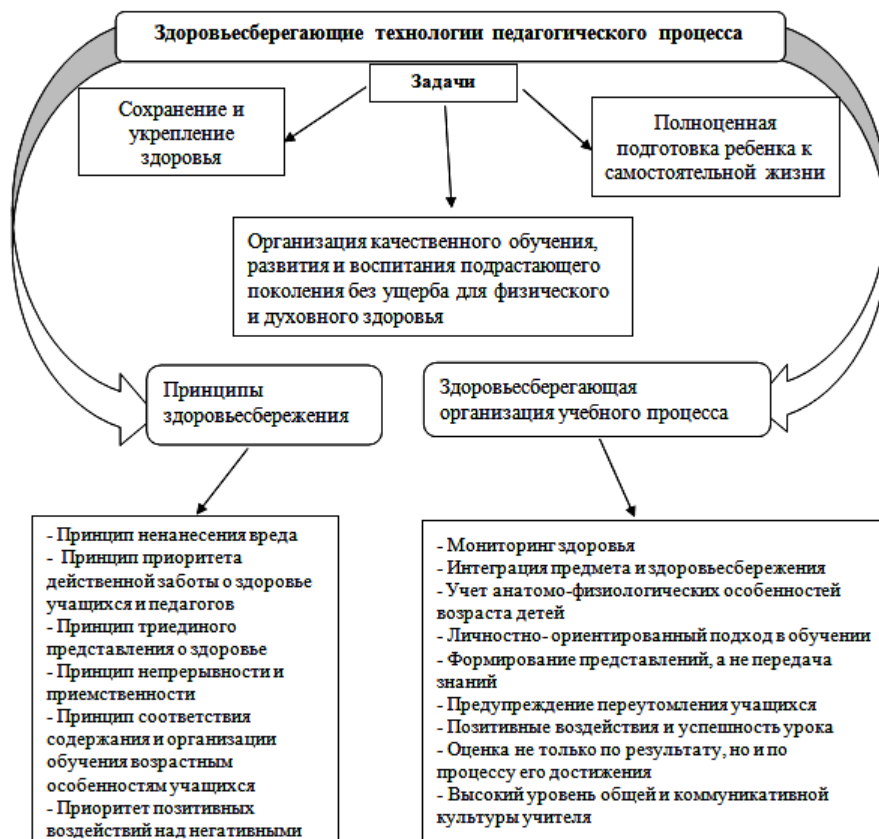 Здоровьесберегающие технологии педагогического процесса
Задачи
Сохранение и
укрепление
здоровья
Полноценная
подготовка ребенка к
самостоятельной жизни
Организация качественного обучения,
развития и воспитания подрастающего
поколения без ущерба для физического
и духовного здоровья
Принципы
здоровьесбережения
Здоровьесберегающая
организация учебного процесса
- Принцип ненанесения вреда
- Принцип приоритета
действенной заботы о здоровье
учащихся и педагогов
- Принцип триединого
представления о здоровье
- Принцип непрерывности и
приемственности
- Принцип соответствия
содержания и организации
обучения возрастным
особенностям учащихся
- Приоритет позитивных
воздействий над негативными
- Мониторинг здоровья
- Интеграция предмета и здоровьесбережения
- Учет анатомо-физиологических особенностей
возраста детей
- Личностно- ориентированный подход в обучении
- Формирование представлений, а не передача
знаний
- Предупреждение переутомления учащихся
- Позитивные воздействия и успешность урока
- Оценка не только по результату, но и по
процессу его достижения
- Высокий уровень общей и коммуникативной
культуры учителя